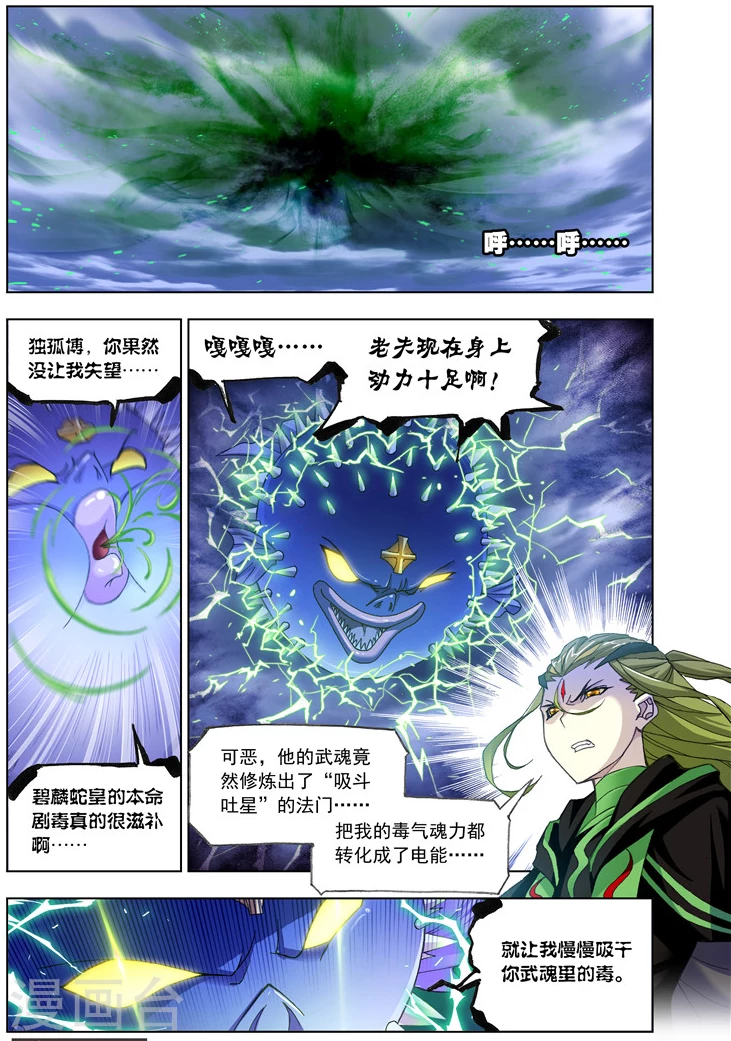 呼……呼……
独孤博，你果然
没让我失望……
嘎嘎嘎……
老夫现在身上
动力十足啊！
碧麟蛇皇的本命
剧毒真的很滋补
啊……
可恶，他的武魂竟
然修炼出了“吸斗
吐星”的法门……
把我的毒气魂力都
转化成了电能……
就让我慢慢吸干
你武魂里的毒。
漫画台